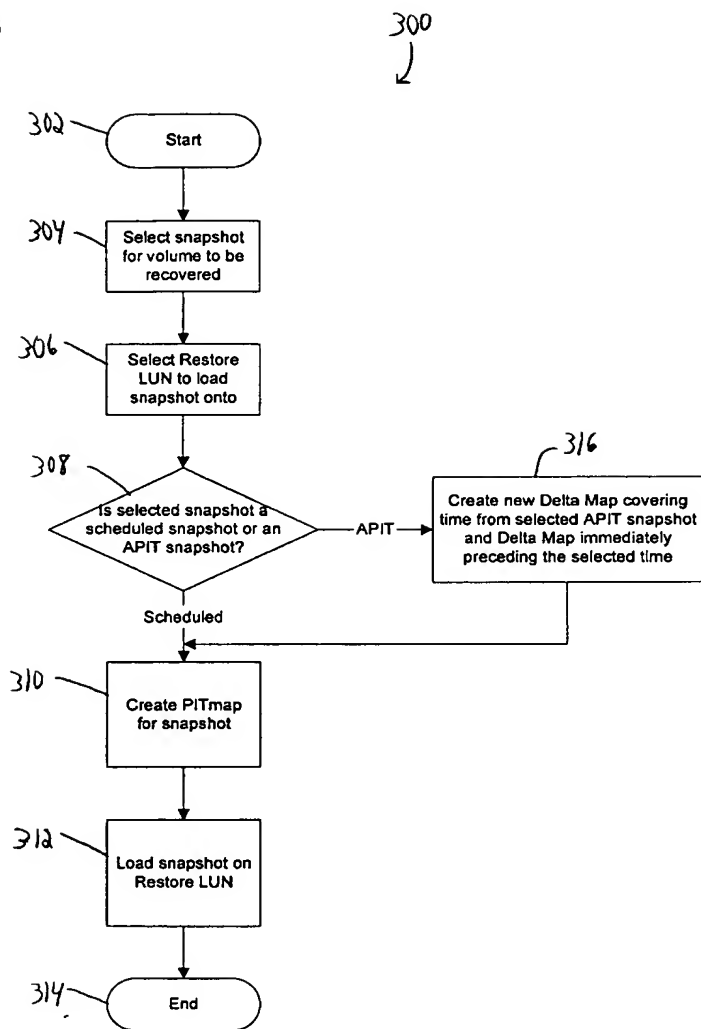 300
302
Start
304
Select snapshot
for volume to be
recovered
306
Select Restore
LUN to load
snapshot onto
308
Is selected snapshot a
scheduled snapshot or an
APIT snapshot?
APIT
316
Create new Delta Map covering
time from selected APIT snapshot
and Delta Map immediately
preceding the selected time
Scheduled
310
Create PITmap
for snapshot
312
Load snapshot on
Restore LUN
314
End